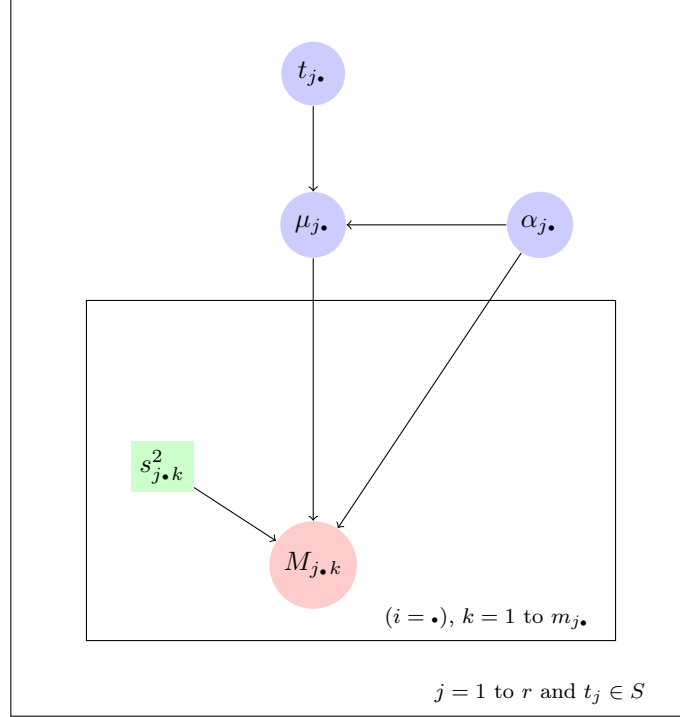 t_{j•}
μ_{j•}
α_{j•}
s^2_{j•k}
M_{j•k}
(i = •), k = 1 to m_{j•}
j = 1 to r and t_j ∈ S